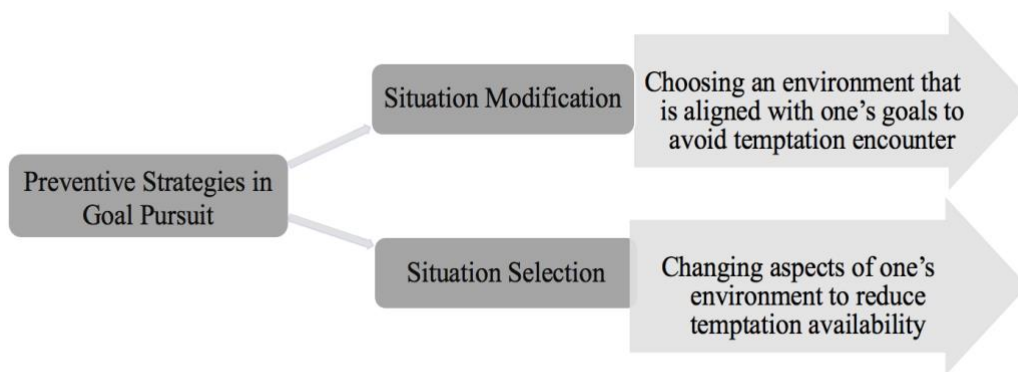 Preventive Strategies in
Goal Pursuit
Situation Modification
Choosing an environment that
is aligned with one’s goals to
avoid temptation encounter
Situation Selection
Changing aspects of one’s
environment to reduce
temptation availability